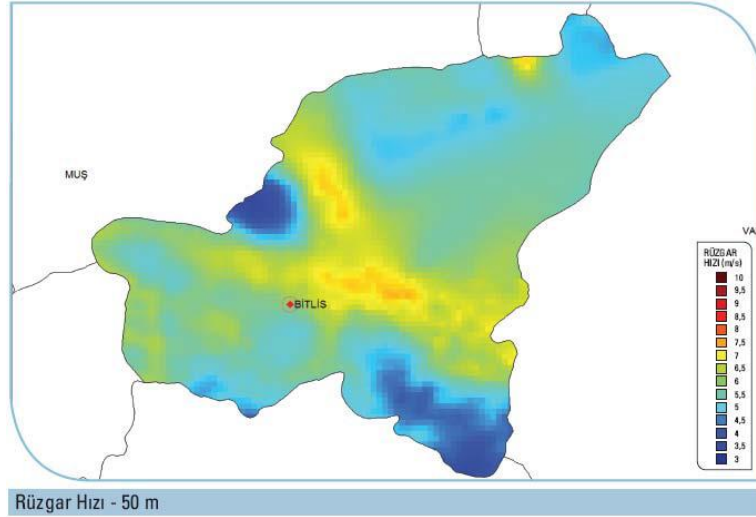 MUŞ
VA
BİTLİS
RÜZGAR
HIZI (m/s)
10
9,5
9
8,5
8
7,5
7
6,5
6
5,5
5
4,5
4
3,5
3
Rüzgar Hızı - 50 m